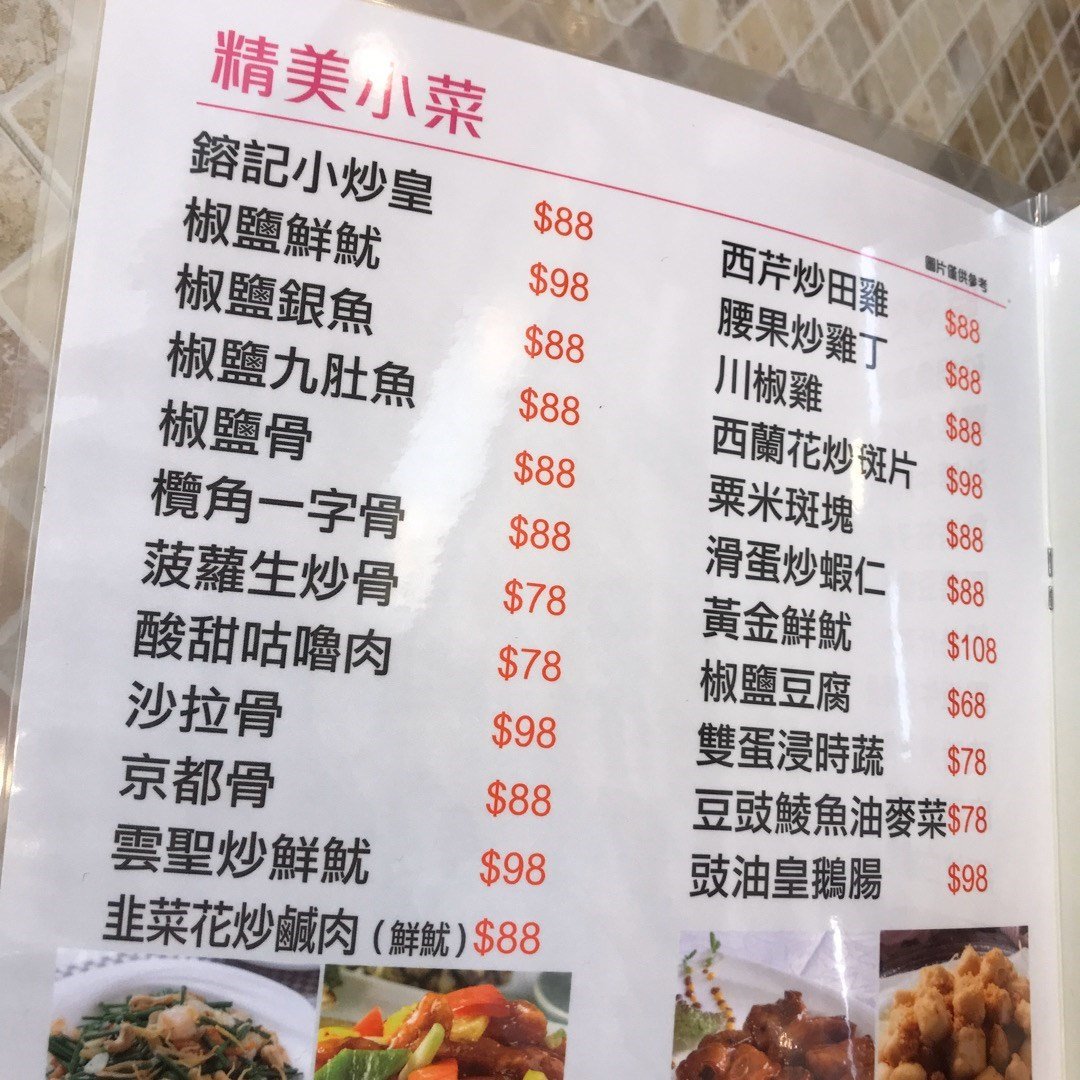 精美小菜
鎔記小炒皇 $88
椒鹽鮮魷 $98
椒鹽銀魚 $88
椒鹽九肚魚 $88
椒鹽骨 $88
欖角一字骨 $88
菠蘿生炒骨 $78
酸甜咕嚕肉 $78
沙拉骨 $98
京都骨 $88
雲聖炒鮮魷 $98
韭菜花炒鹹肉（鮮魷）$88
圖片僅供參考
西芹炒田雞 $88
腰果炒雞丁 $88
川椒雞 $88
西蘭花炒斑片 $98
粟米斑塊 $88
滑蛋炒蝦仁 $88
黃金鮮魷 $108
椒鹽豆腐 $68
雙蛋浸時蔬 $78
豆豉鯪魚油麥菜 $78
豉油皇鵝腸 $98